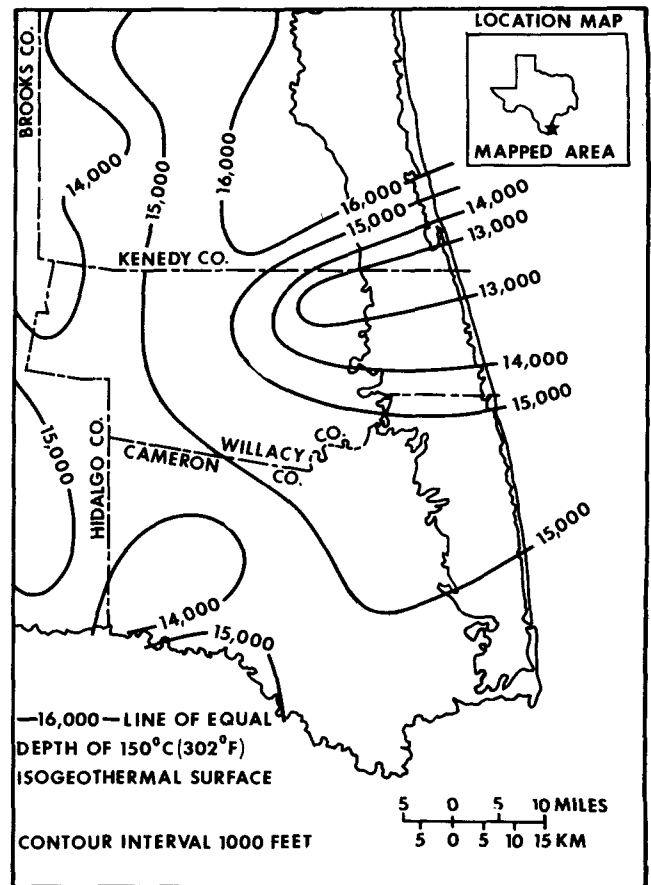 LOCATION MAP
MAPPED AREA
BROOKS CO.
14,000
15,000
16,000
16,000
15,000
14,000
13,000
KENEDY CO.
13,000
14,000
15,000
15,000
HIDALGO CO.
CAMERON
WILLACY
CO.
CO.
15,000
14,000
15,000
—16,000— LINE OF EQUAL
DEPTH OF 150°C(302°F)
ISOGEOTHERMAL SURFACE
CONTOUR INTERVAL 1000 FEET
5 0 5 10 MILES
5 0 5 10 15 KM